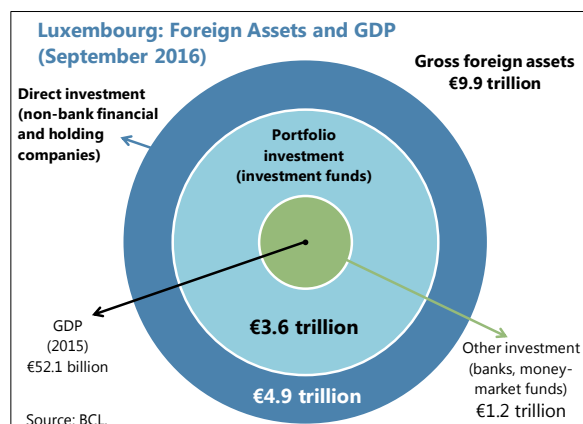 Luxembourg: Foreign Assets and GDP
(September 2016)
Gross foreign assets
€9.9 trillion
Direct investment
(non-bank financial
and holding
companies)
Portfolio
investment
(investment funds)
€3.6 trillion
GDP
(2015)
€52.1 billion
Other investment
(banks, money-
market funds)
€1.2 trillion
€4.9 trillion
Source: BCL.